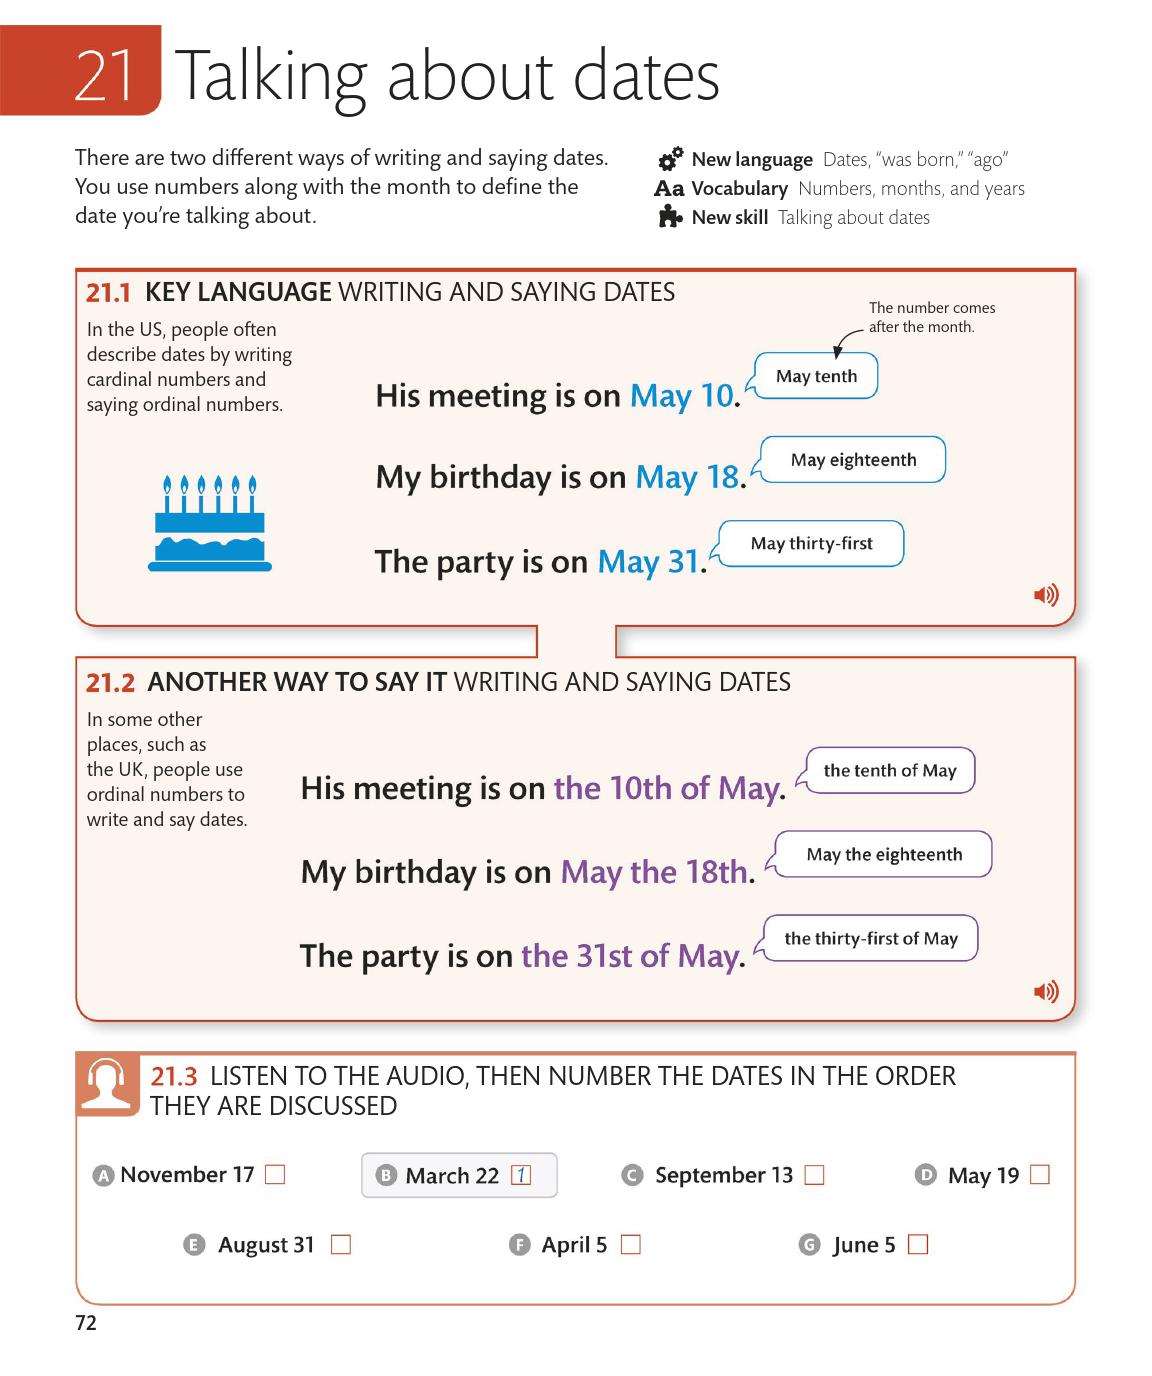 21 Talking about dates
There are two different ways of writing and saying dates.
You use numbers along with the month to define the
date you’re talking about.
New language Dates, “was born,” “ago”
Aa Vocabulary Numbers, months, and years
New skill Talking about dates
21.1 KEY LANGUAGE WRITING AND SAYING DATES
In the US, people often
describe dates by writing
cardinal numbers and
saying ordinal numbers.
The number comes
after the month.
His meeting is on May 10.
May tenth
My birthday is on May 18.
May eighteenth
The party is on May 31.
May thirty-first
21.2 ANOTHER WAY TO SAY IT WRITING AND SAYING DATES
In some other
places, such as
the UK, people use
ordinal numbers to
write and say dates.
His meeting is on the 10th of May.
the tenth of May
My birthday is on May the 18th.
May the eighteenth
The party is on the 31st of May.
the thirty-first of May
21.3 LISTEN TO THE AUDIO, THEN NUMBER THE DATES IN THE ORDER
THEY ARE DISCUSSED
A November 17
B March 22 1
C September 13
D May 19
E August 31
F April 5
G June 5
72